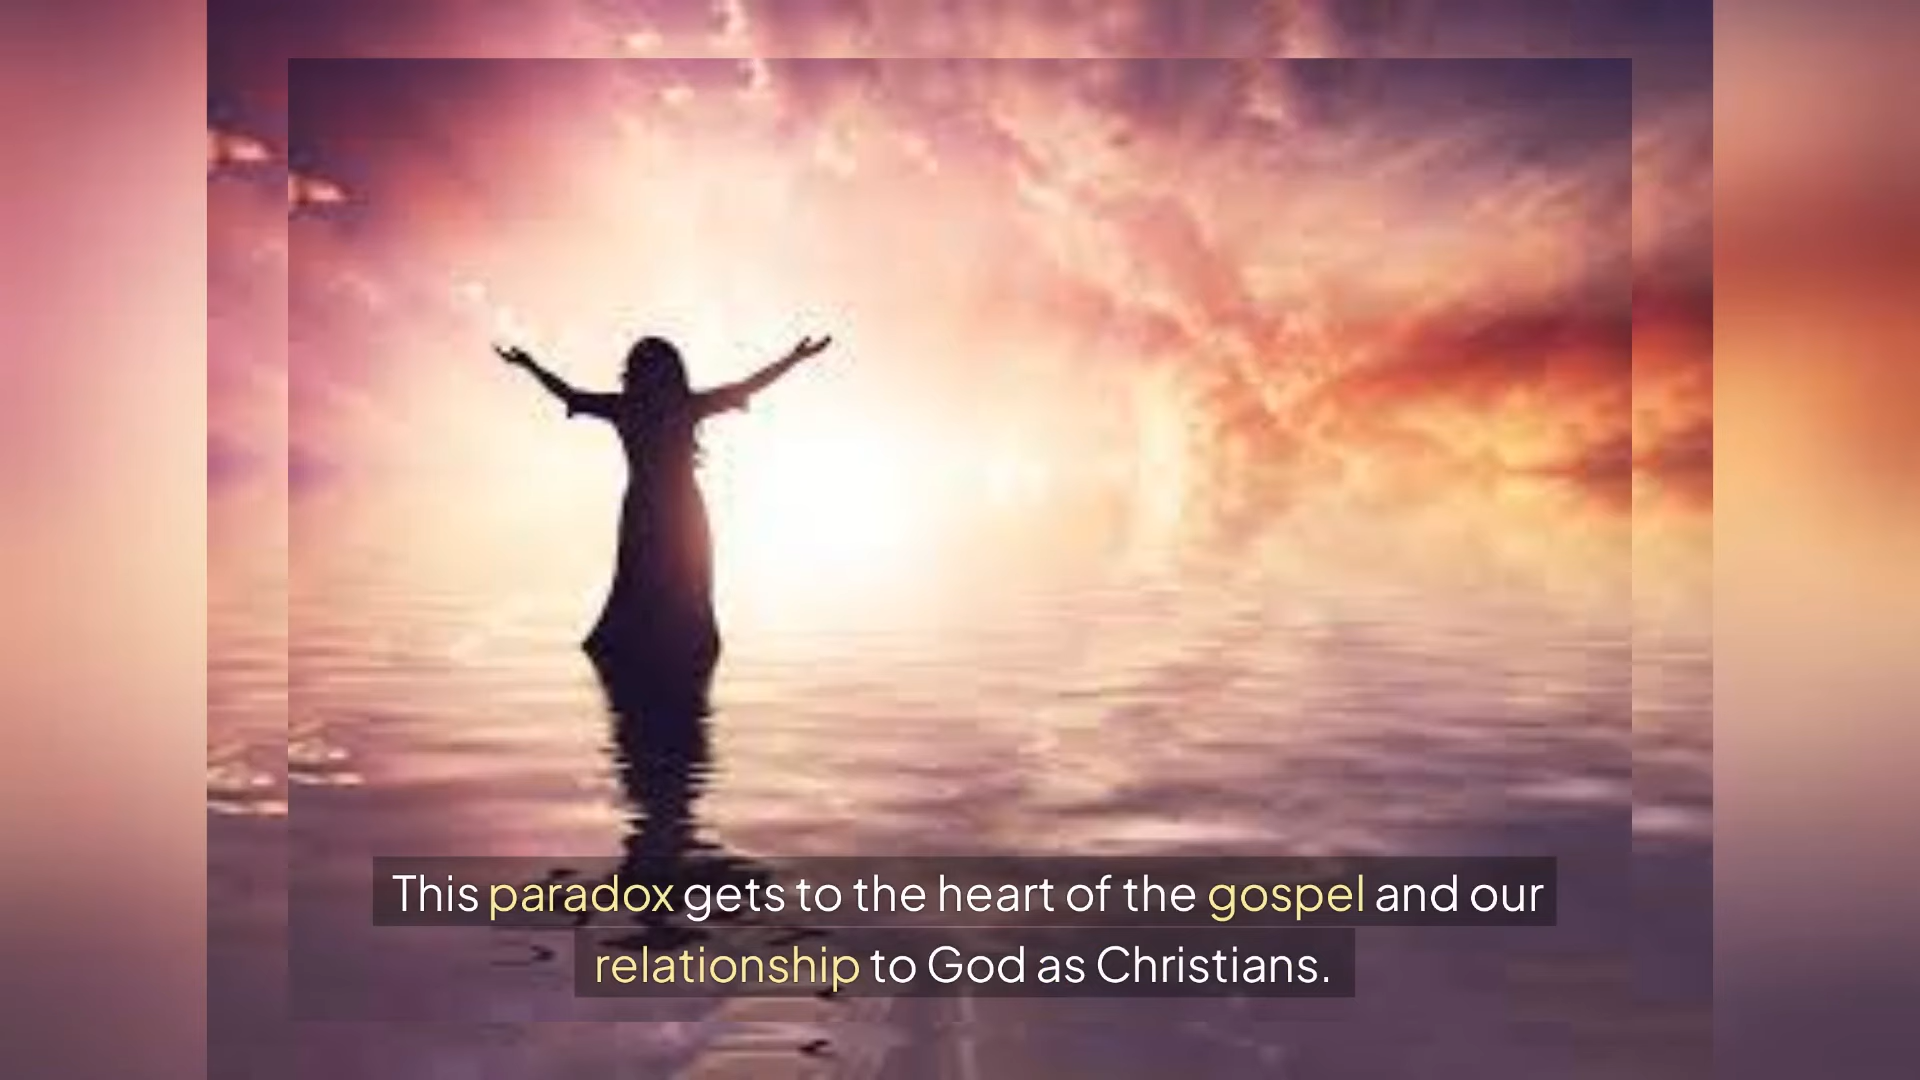 This paradox gets to the heart of the gospel and our
relationship to God as Christians.